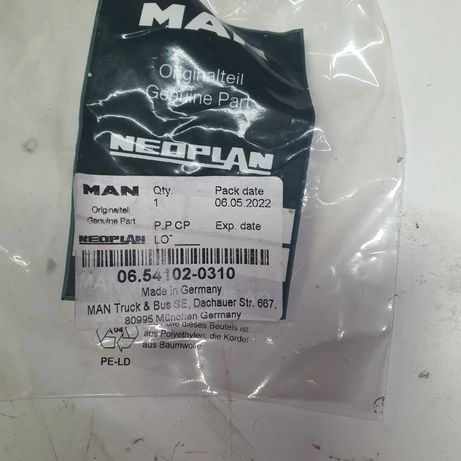 MAN
Originalteil
Genuine Part
NEOPLAN
MAN Qty. Pack date
1 06.05.2022
Originalteil
Genuine Part P.P CP Exp. date
NEOPLAN LO
06.54102-0310
Made in Germany
MAN Truck & Bus SE, Dachauer Str. 667,
80995 München Germany
dieses Beutels ist
aus Polyethylen, die Kordel
aus Baumwolle
04
PE-LD